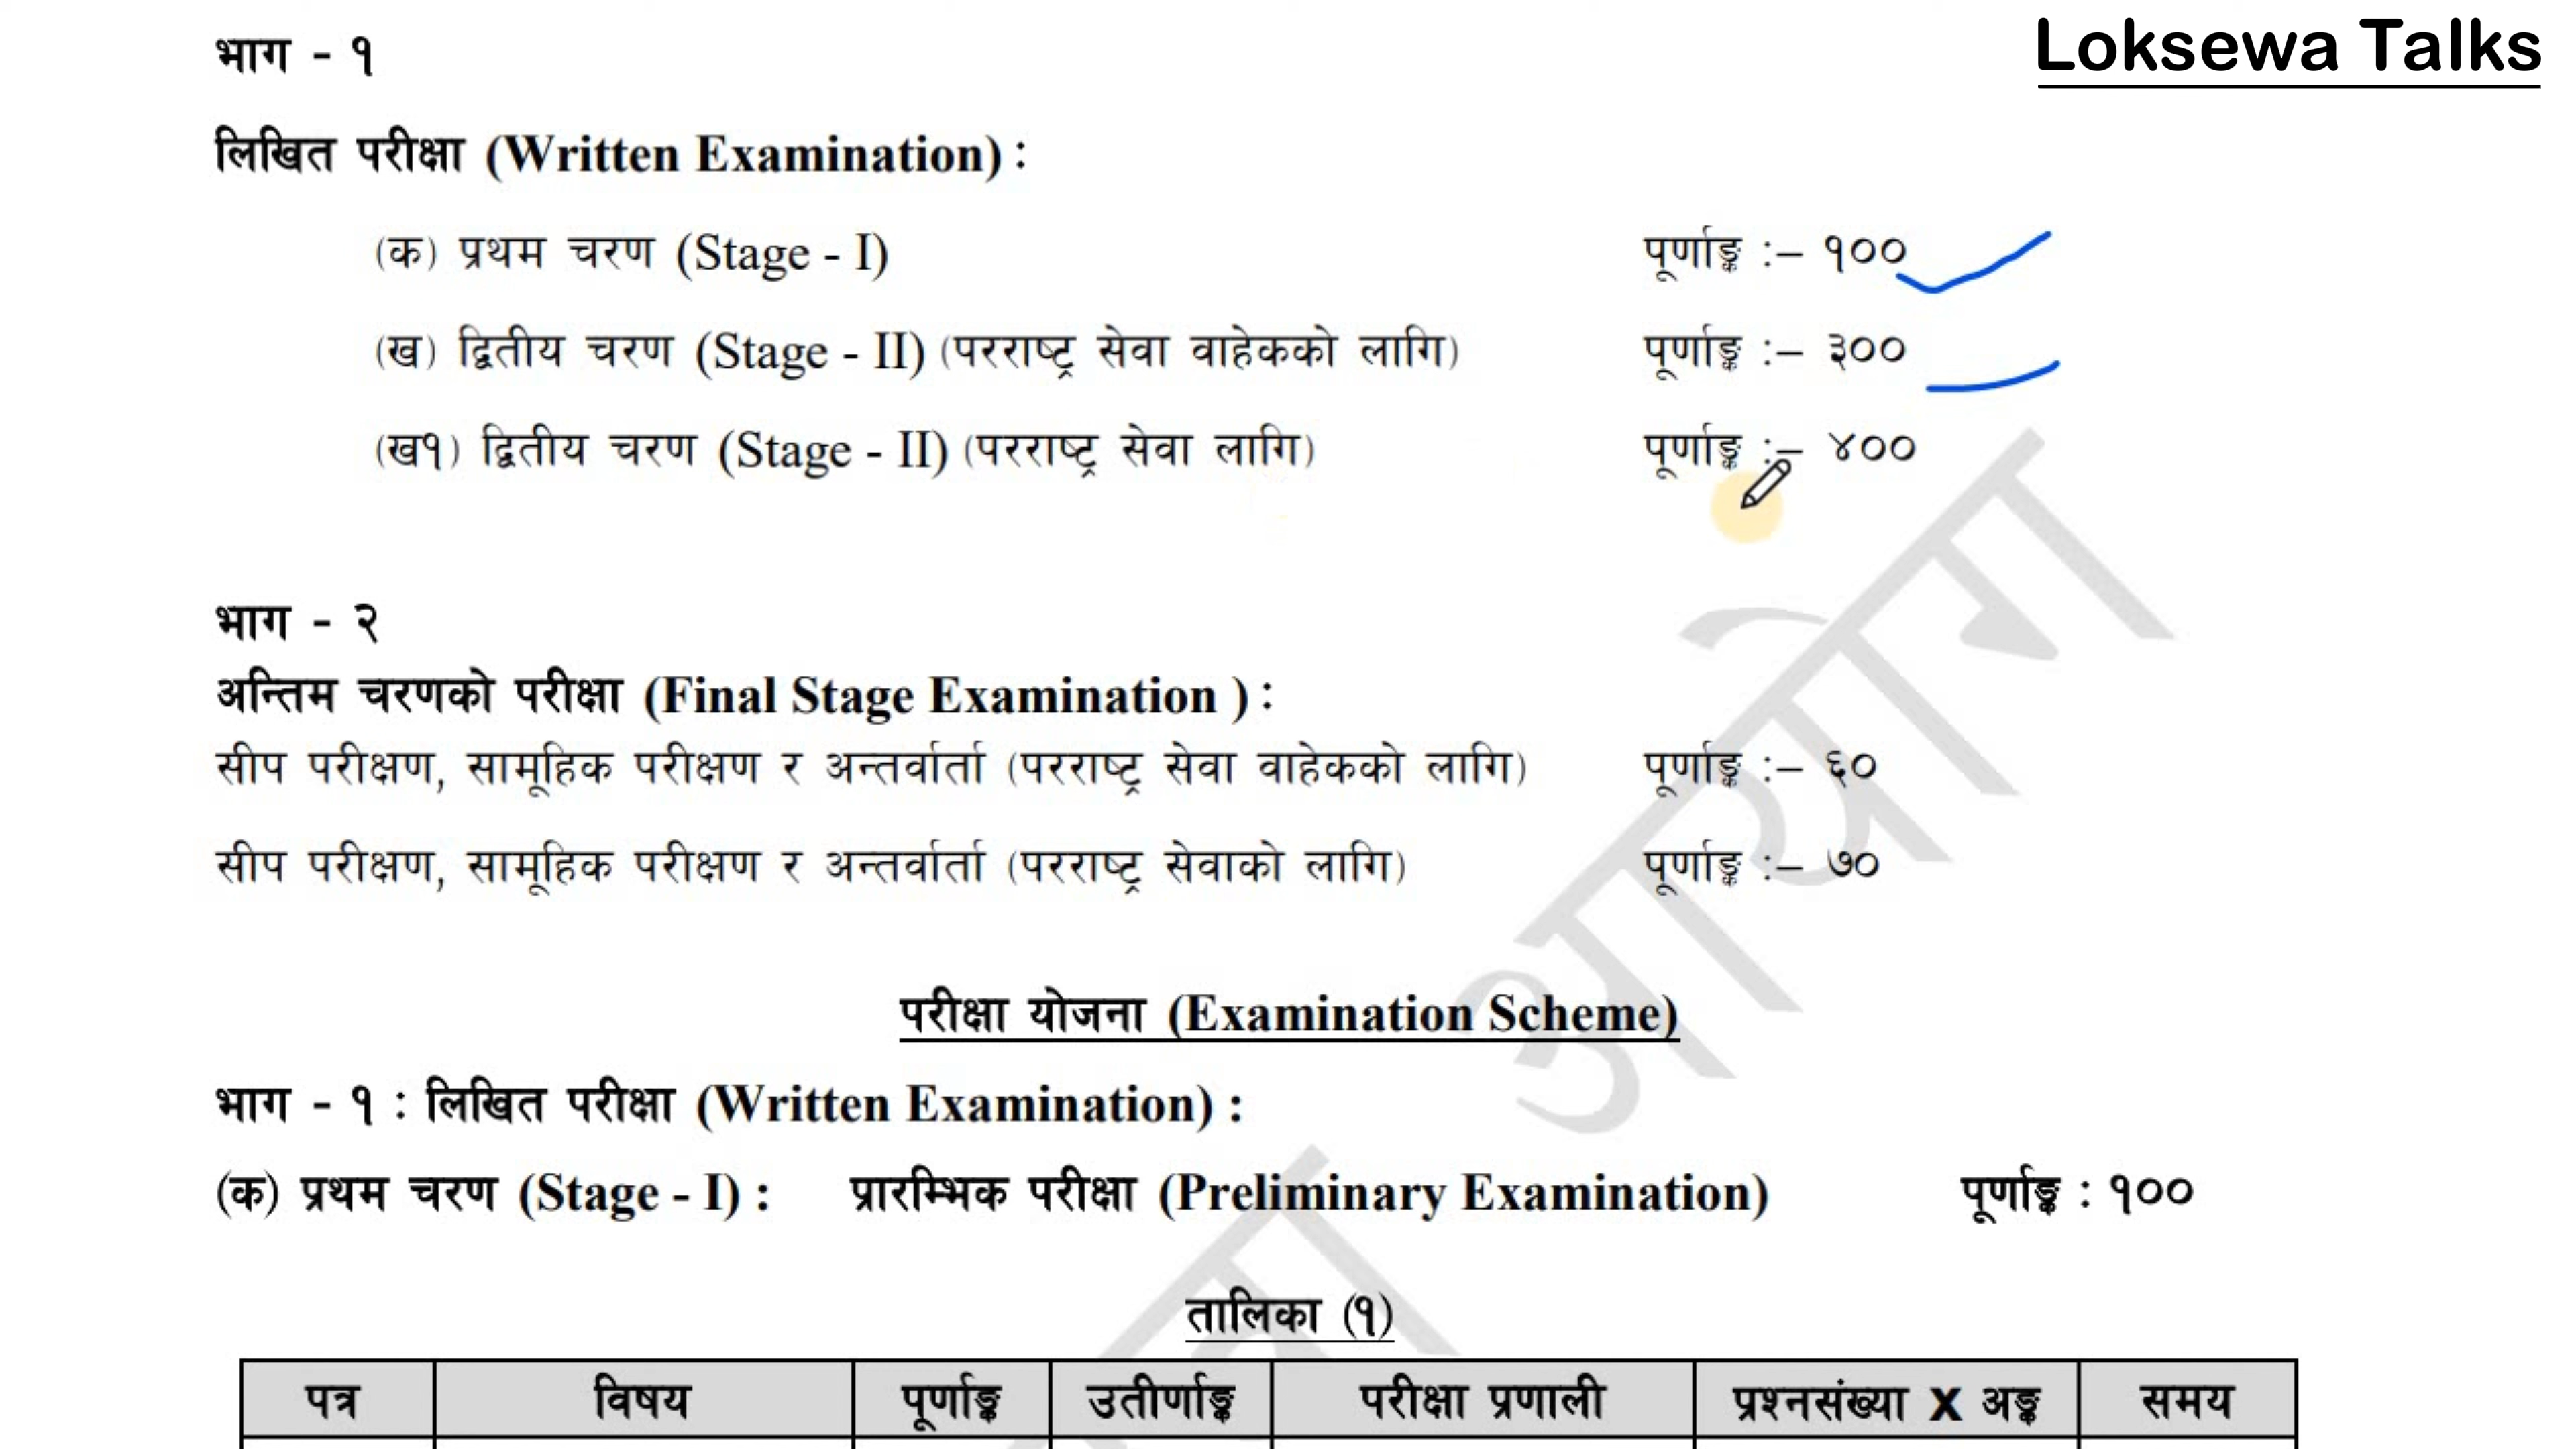 Loksewa Talks
भाग - १
लिखित परीक्षा (Written Examination) :
(क) प्रथम चरण (Stage - I) पूर्णाङ्क :– १००
(ख) द्वितीय चरण (Stage - II) (परराष्ट्र सेवा वाहेकको लागि) पूर्णाङ्क :– ३००
(ख१) द्वितीय चरण (Stage - II) (परराष्ट्र सेवा लागि) पूर्णाङ्क :– ४००
भाग - २
अन्तिम चरणको परीक्षा (Final Stage Examination ) :
सीप परीक्षण, सामूहिक परीक्षण र अन्तर्वार्ता (परराष्ट्र सेवा वाहेकको लागि) पूर्णाङ्क :– ६०
सीप परीक्षण, सामूहिक परीक्षण र अन्तर्वार्ता (परराष्ट्र सेवाको लागि) पूर्णाङ्क :– ७०
परीक्षा योजना (Examination Scheme)
भाग - १ : लिखित परीक्षा (Written Examination) :
(क) प्रथम चरण (Stage - I) : प्रारम्भिक परीक्षा (Preliminary Examination) पूर्णाङ्क : १००
तालिका (१)
पत्र विषय पूर्णाङ्क उतीर्णाङ्क परीक्षा प्रणाली प्रश्नसंख्या X अङ्क समय
आयोग